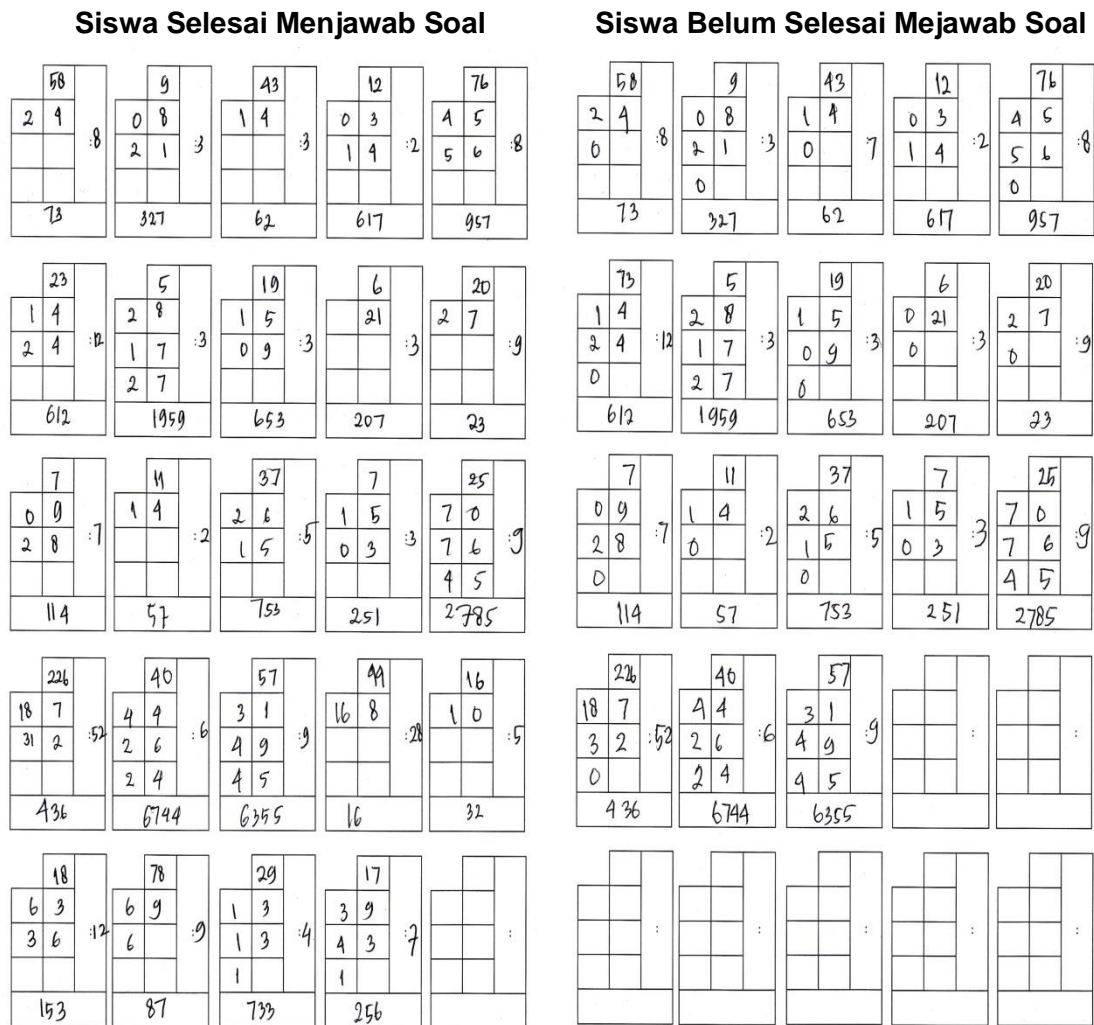 Siswa Selesai Menjawab Soal
Siswa Belum Selesai Mejawab Soal
58 9 43 12 76
2 4 :8 0 8 :3 1 4 :3 0 3 :2 4 5 :8
2 1 1 4 5 6
73 327 62 617 957
58 9 43 12 76
2 4 :8 0 8 :3 1 4 7 0 3 :2 4 5 :8
0 2 1 0 1 4 5 6
0 0
73 327 62 617 957
23 5 19 6 20
1 4 :12 2 8 :3 1 5 :3 21 :3 2 7 :9
2 4 1 7 0 9
2 7
612 1959 653 207 23
73 5 19 6 20
1 4 :12 2 8 :3 1 5 :3 0 21 :3 2 7 :9
2 4 1 7 0 9 0 0
0 2 7 0
612 1959 653 207 23
7 11 37 7 25
0 9 :7 1 4 :2 2 6 :5 1 5 :3 7 0 :9
2 8 1 5 0 3 7 6
4 5
114 57 753 251 2785
7 11 37 7 25
0 9 :7 1 4 :2 2 6 :5 1 5 :3 7 0 :9
2 8 0 1 5 0 3 7 6
0 0 4 5
114 57 753 251 2785
226 40 57 99 16
18 7 :52 4 4 :6 3 1 :9 16 8 :28 1 0 :5
31 2 2 6 4 9
2 4 4 5
436 6744 6355 16 32
226 40 57
18 7 :52 4 4 :6 3 1 :9 : :
3 2 2 6 4 9
0 2 4 4 5
436 6744 6355
18 78 29 17
6 3 :12 6 9 :9 1 3 :4 3 9 :7 :
3 6 6 1 3 4 3
1 1
153 87 733 256
: : : : :